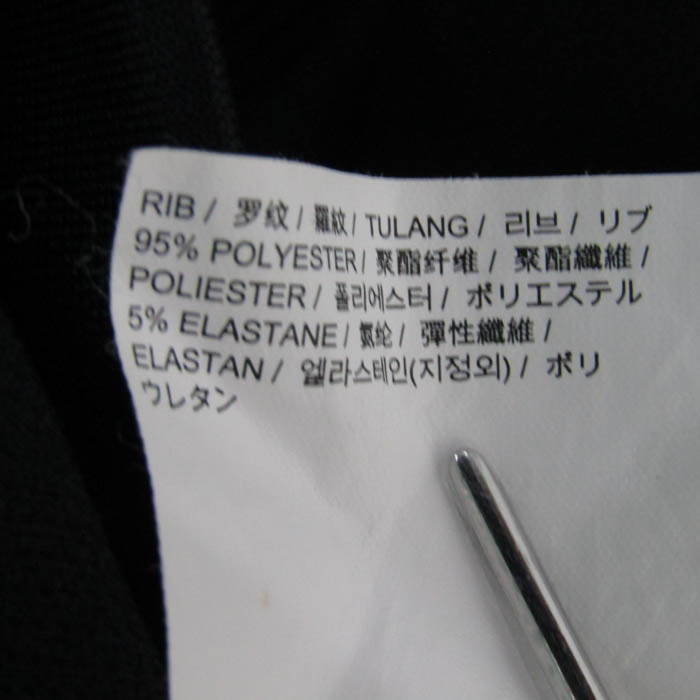 RIB / 罗纹 / 羅紋 / TULANG / 리브 / リブ
95% POLYESTER / 聚酯纤维 / 聚酯纖維 /
POLIESTER / 폴리에스터 / ポリエステル
5% ELASTANE / 氨纶 / 彈性纖維 /
ELASTAN / 엘라스테인(지정외) / ポリ
ウレタン